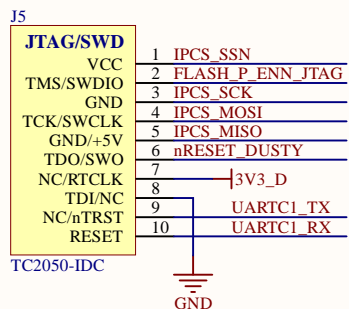 J5
JTAG/SWD
VCC 1 IPCS_SSN
TMS/SWDIO 2 FLASH_P_ENN_JTAG
GND 3 IPCS_SCK
TCK/SWCLK 4 IPCS_MOSI
GND/+5V 5 IPCS_MISO
TDO/SWO 6 nRESET_DUSTY
NC/RTCLK 7 3V3_D
TDI/NC 8
NC/nTRST 9 UARTC1_TX
RESET 10 UARTC1_RX
TC2050-IDC
GND